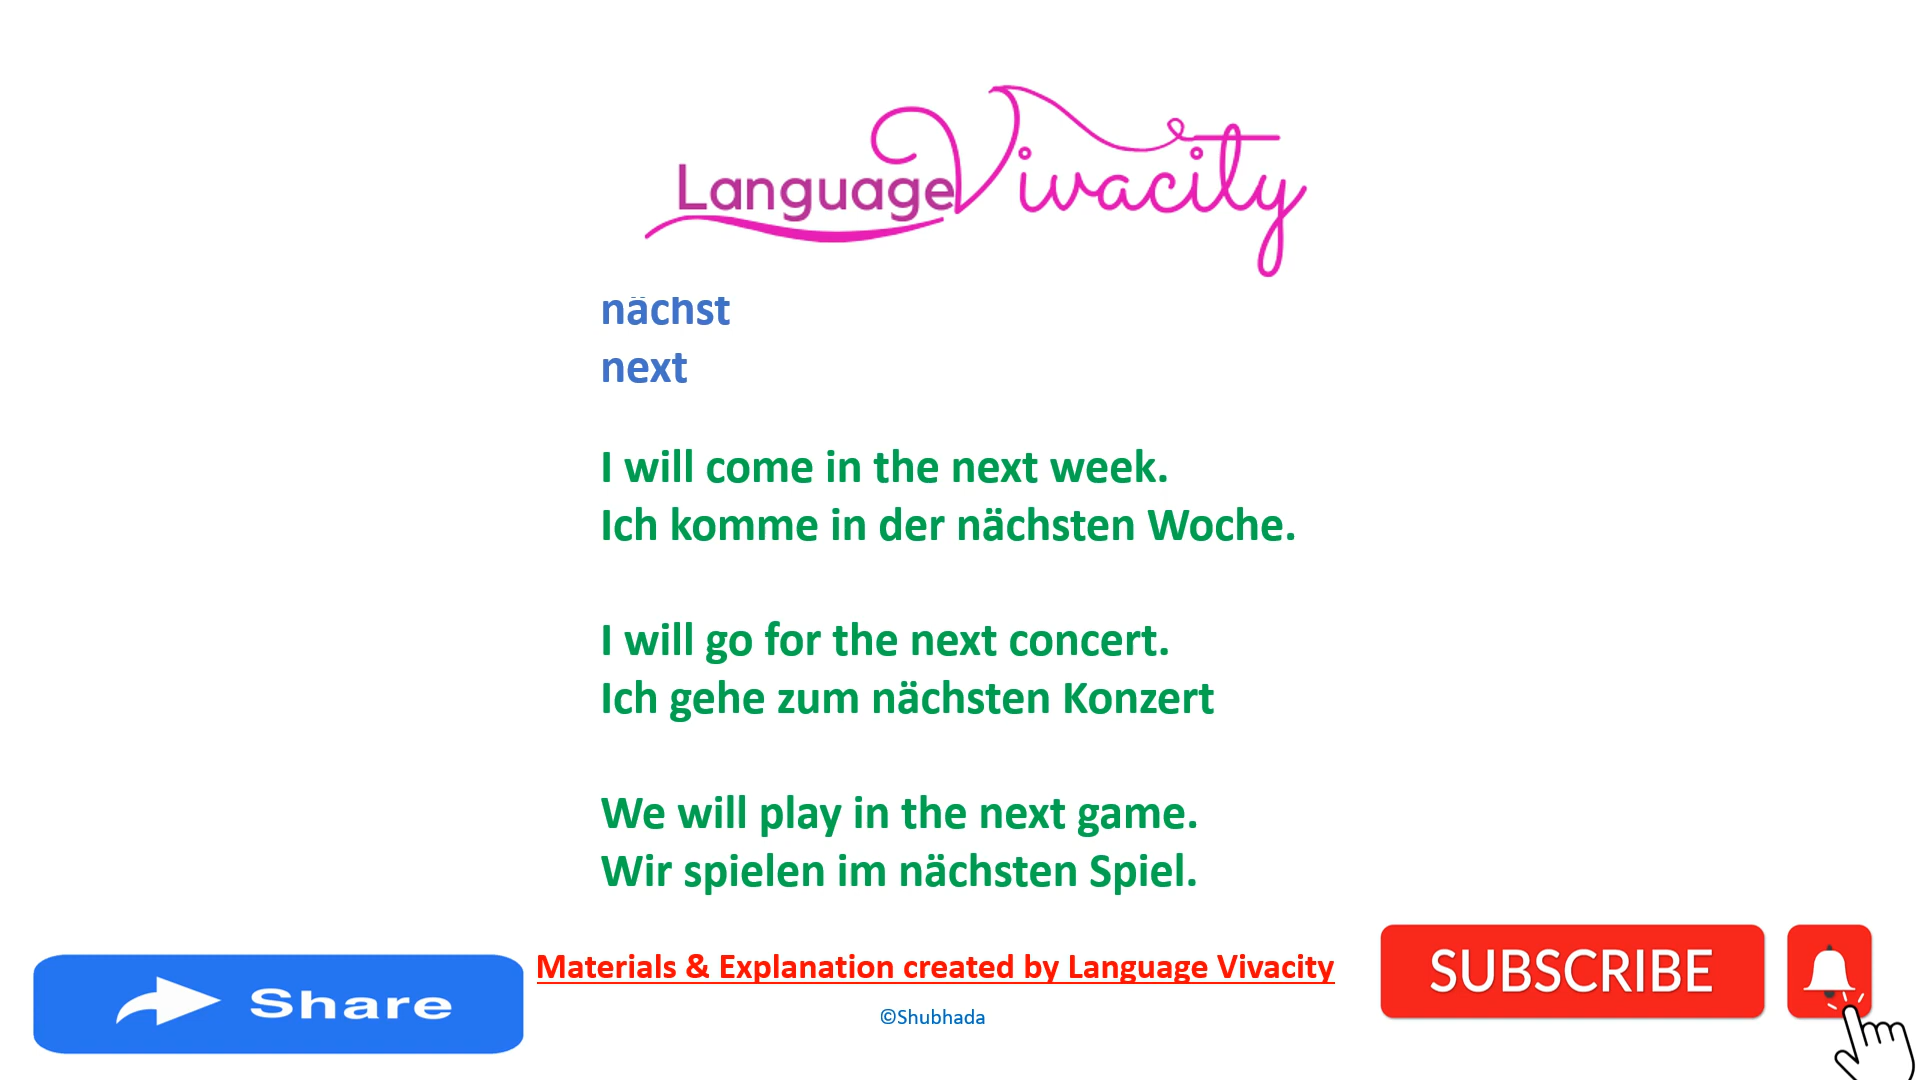 Language Vivacity
nächst
next
I will come in the next week.
Ich komme in der nächsten Woche.
I will go for the next concert.
Ich gehe zum nächsten Konzert
We will play in the next game.
Wir spielen im nächsten Spiel.
Materials & Explanation created by Language Vivacity
©Shubhada
Share
SUBSCRIBE